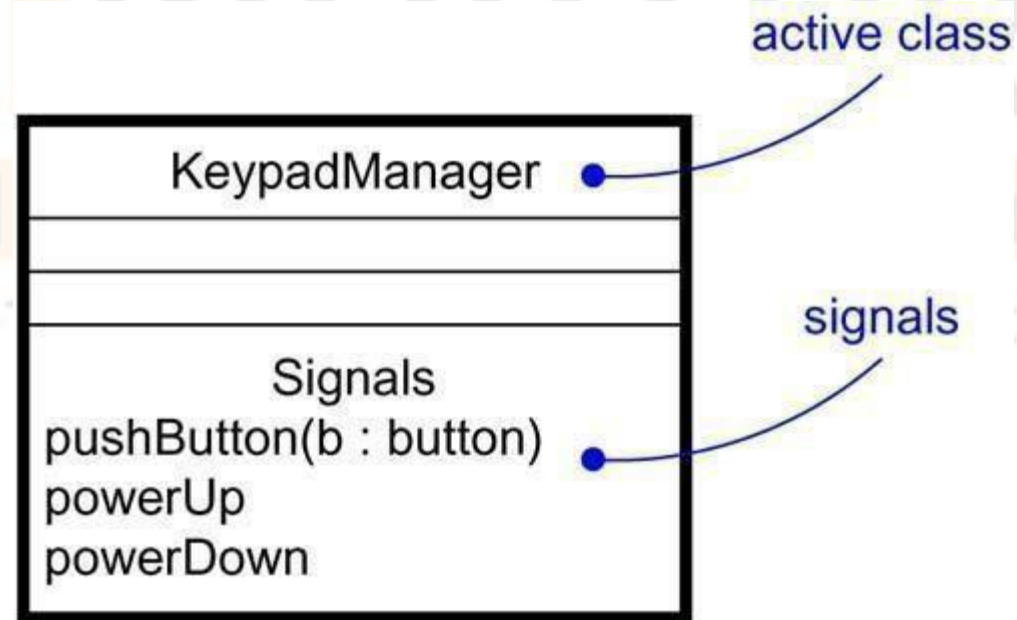 active class
KeypadManager
signals
Signals
pushButton(b : button)
powerUp
powerDown